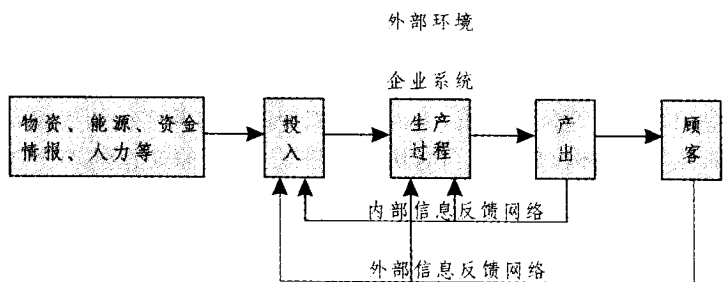 外部环境
企业系统
物资、能源、资金
情报、人力等
投入
生产
过程
产出
顾客
内部信息反馈网络
外部信息反馈网络